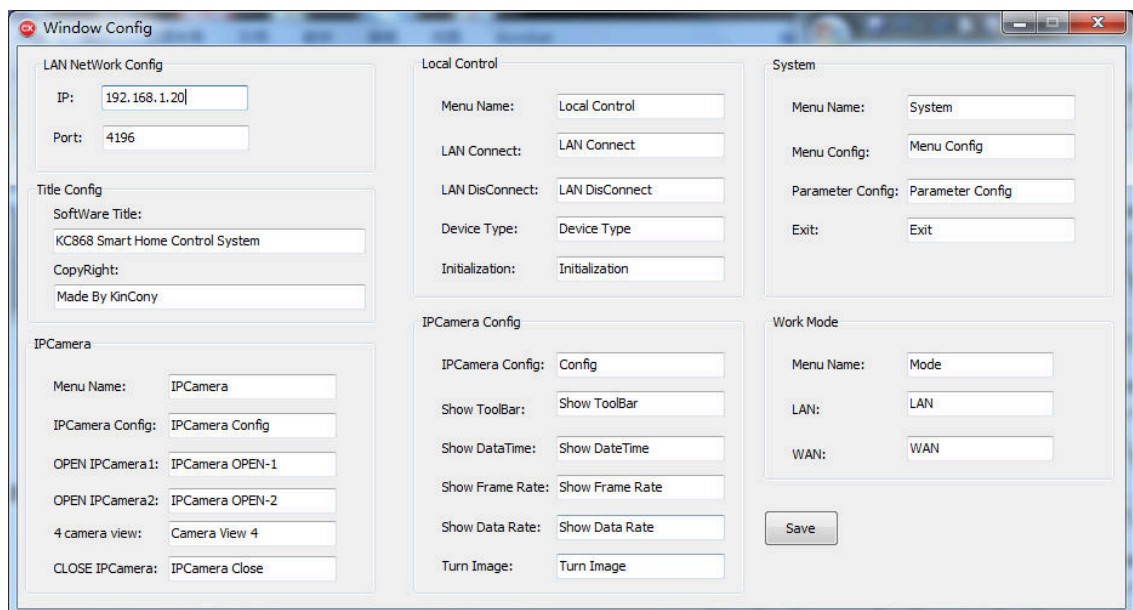 Window Config
LAN NetWork Config
IP: 192.168.1.20
Port: 4196
Title Config
SoftWare Title:
KC868 Smart Home Control System
CopyRight:
Made By KinCony
IPCamera
Menu Name: IPCamera
IPCamera Config: IPCamera Config
OPEN IPCamera1: IPCamera OPEN-1
OPEN IPCamera2: IPCamera OPEN-2
4 camera view: Camera View 4
CLOSE IPCamera: IPCamera Close
Local Control
Menu Name: Local Control
LAN Connect: LAN Connect
LAN DisConnect: LAN DisConnect
Device Type: Device Type
Initialization: Initialization
IPCamera Config
IPCamera Config: Config
Show ToolBar: Show ToolBar
Show DataTime: Show DateTime
Show Frame Rate: Show Frame Rate
Show Data Rate: Show Data Rate
Turn Image: Turn Image
System
Menu Name: System
Menu Config: Menu Config
Parameter Config: Parameter Config
Exit: Exit
Work Mode
Menu Name: Mode
LAN: LAN
WAN: WAN
Save